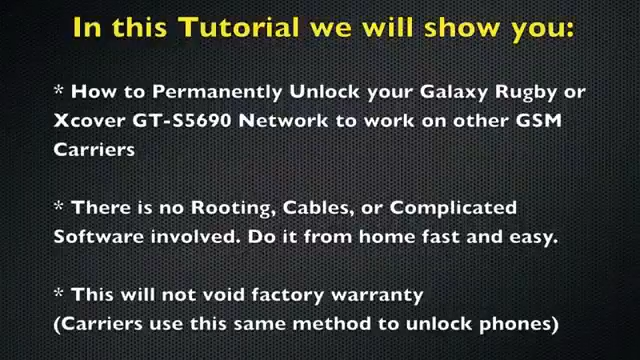 In this Tutorial we will show you:
* How to Permanently Unlock your Galaxy Rugby or
Xcover GT-S5690 Network to work on other GSM
Carriers
* There is no Rooting, Cables, or Complicated
Software involved. Do it from home fast and easy.
* This will not void factory warranty
(Carriers use this same method to unlock phones)